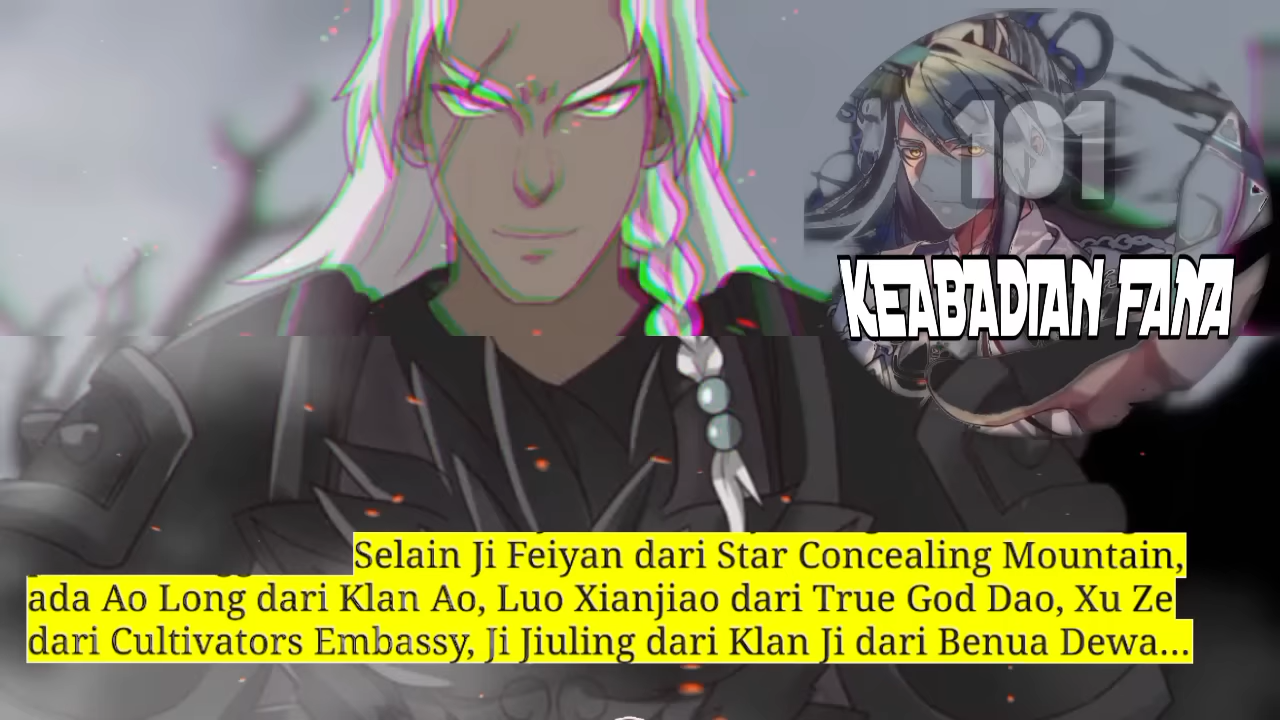 101
KEABADIAN FANA
Selain Ji Feiyan dari Star Concealing Mountain,
ada Ao Long dari Klan Ao, Luo Xianjiao dari True God Dao, Xu Ze
dari Cultivators Embassy, Ji Jiuling dari Klan Ji dari Benua Dewa...